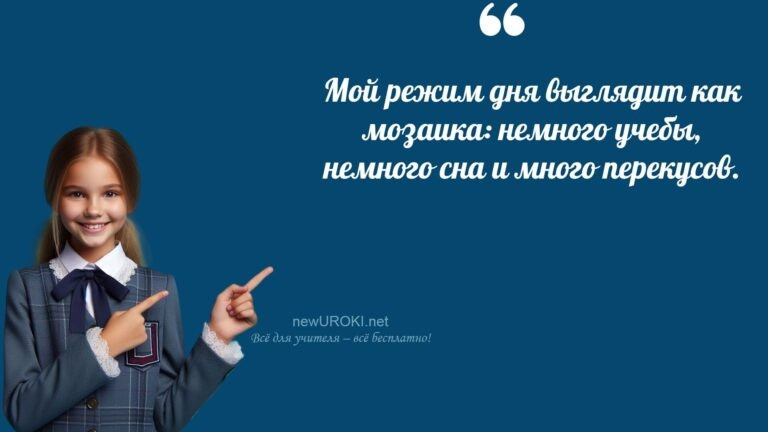 ❝
Мой режим дня выглядит как
мозаика: немного учебы,
немного сна и много перекусов.
newUROKI.net
Всё для учителя – всё бесплатно!